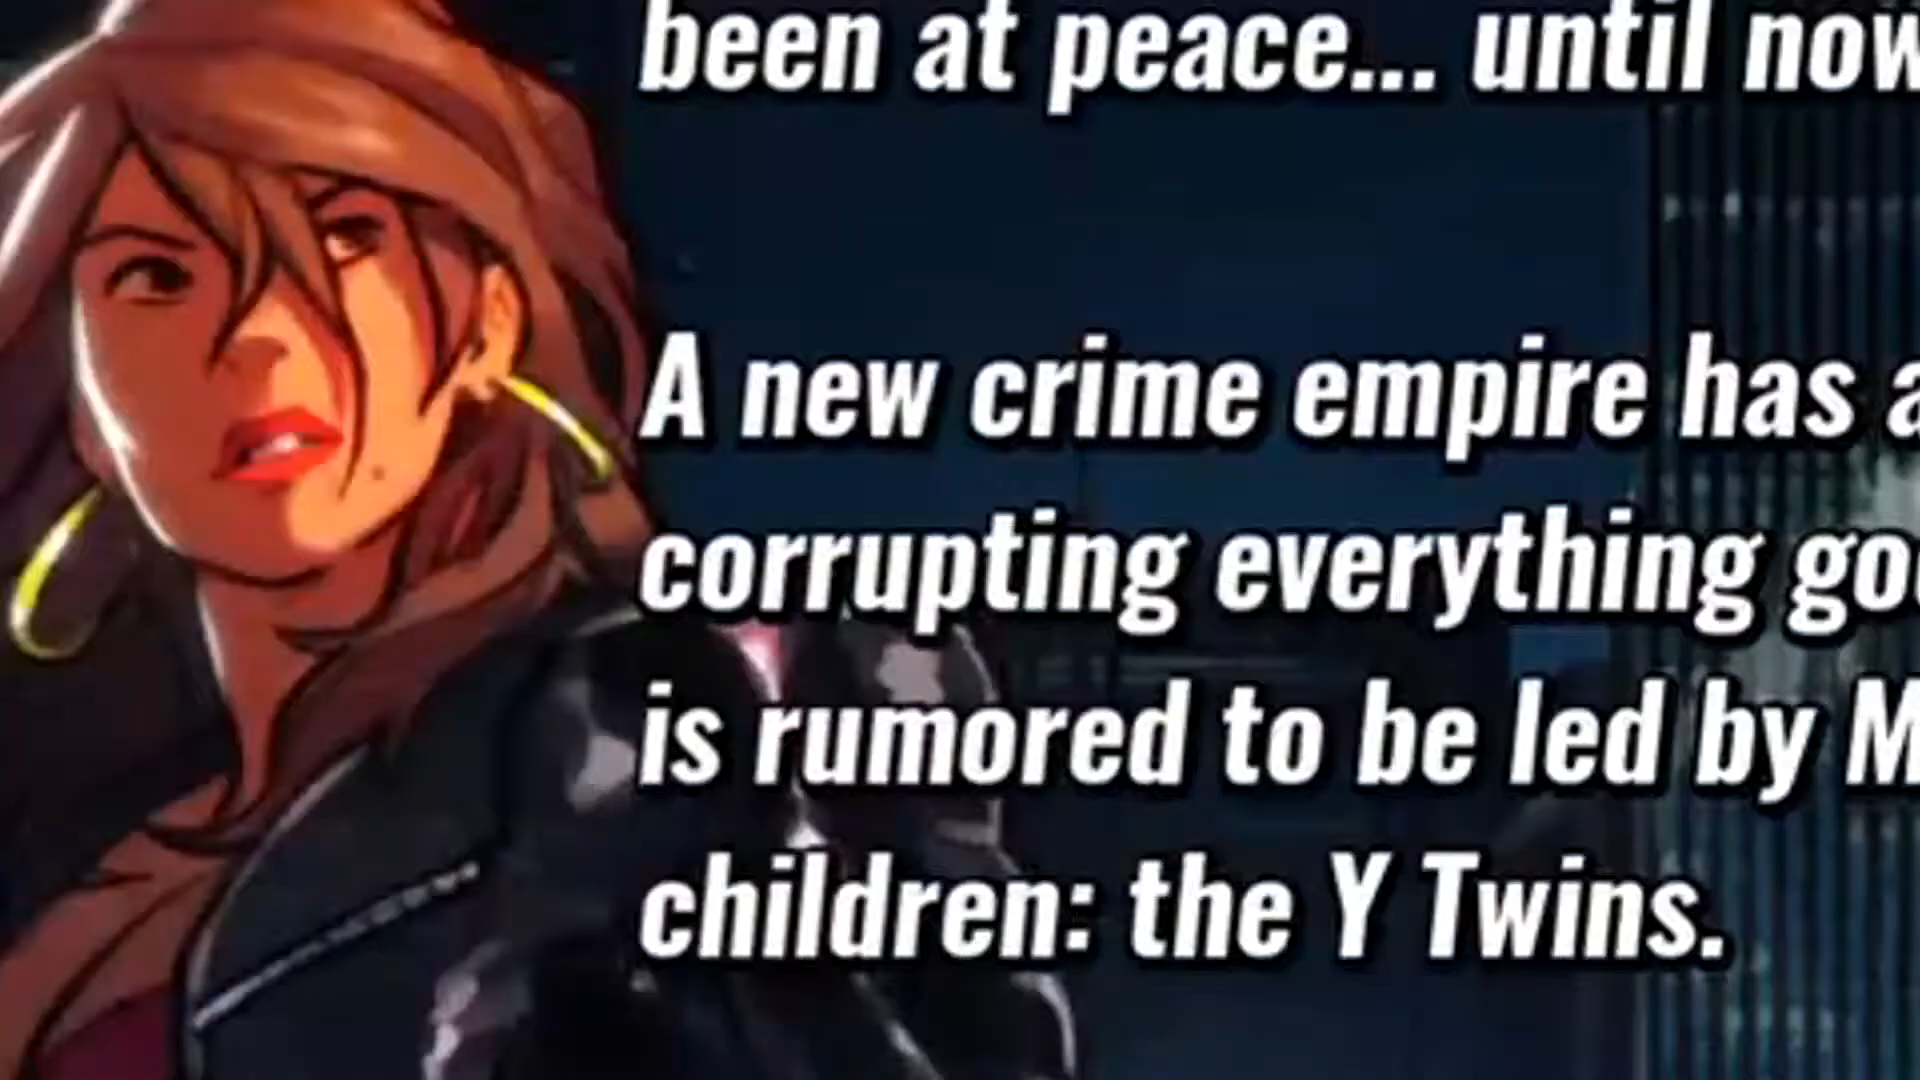 been at peace... until now
A new crime empire has a
corrupting everything go
is rumored to be led by M
children: the Y Twins.